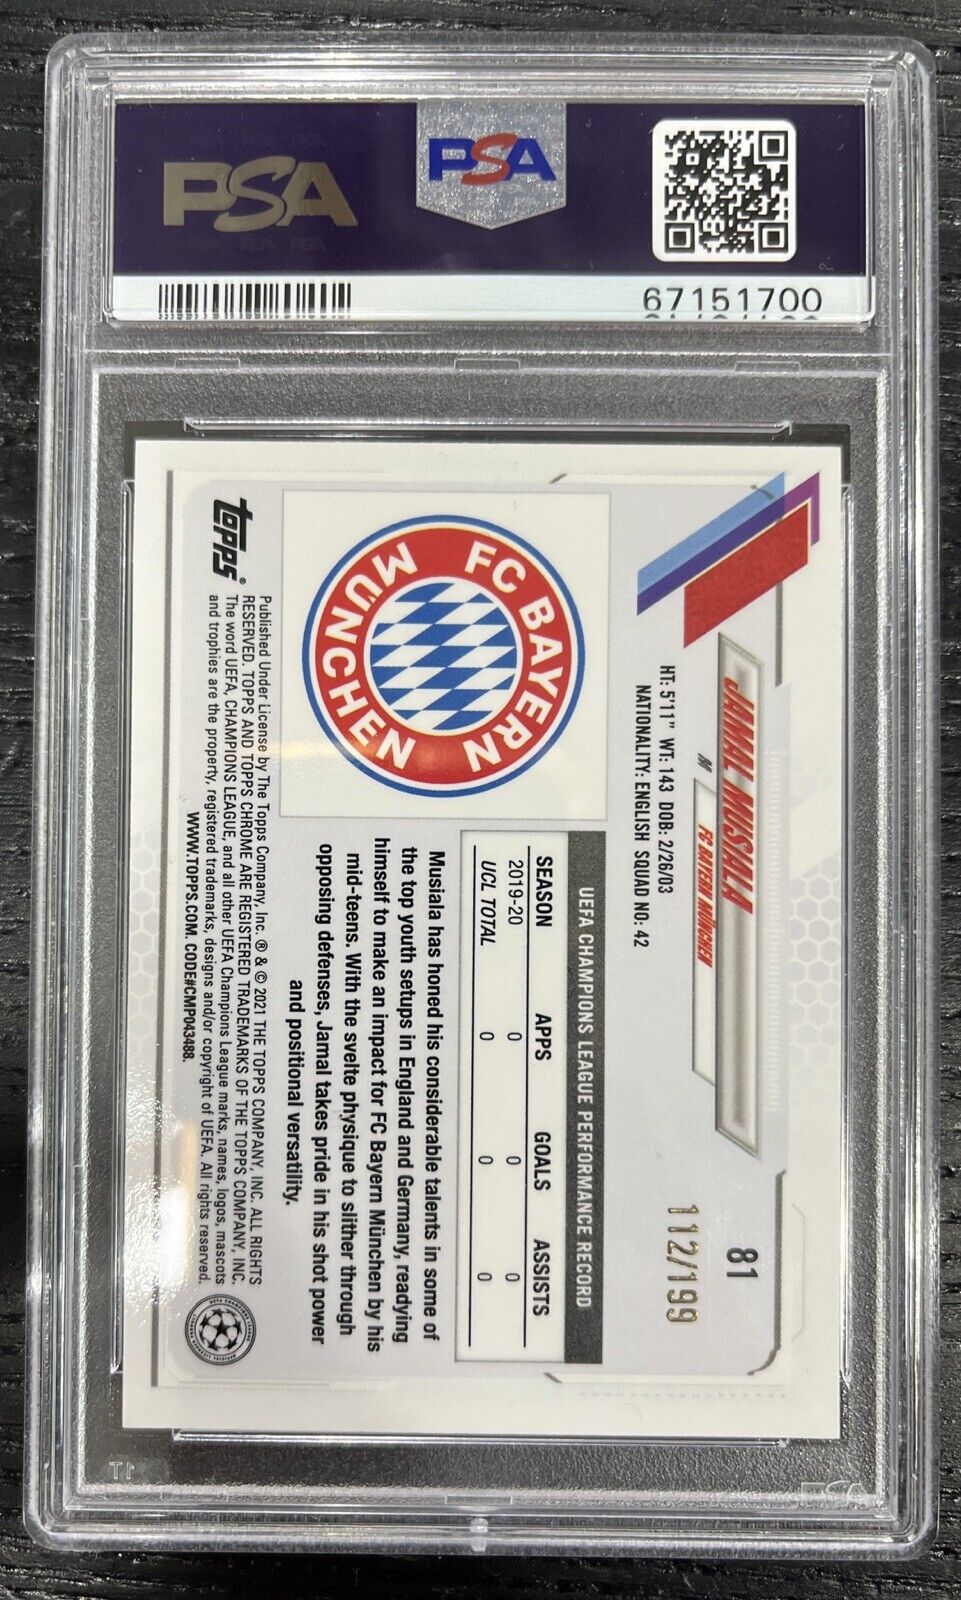 PSA
PSA
67151700
81
112/199
JAMAL MUSIALA
M
FC BAYERN MÜNCHEN
HT: 5'11" WT: 143 DOB: 2/26/03
NATIONALITY: ENGLISH SQUAD NO: 42
FC BAYERN
MÜNCHEN
UEFA CHAMPIONS LEAGUE PERFORMANCE RECORD
SEASON APPS GOALS ASSISTS
2019-20 0 0 0
UCL TOTAL 0 0 0
Musiala has honed his considerable talents in some of
the top youth setups in England and Germany, readying
himself to make an impact for FC Bayern München by his
mid-teens. With the svelte physique to slither through
opposing defenses, Jamal takes pride in his shot power
and positional versatility.
topps®
Published Under License by The Topps Company, Inc. ® & © 2021 THE TOPPS COMPANY, INC. ALL RIGHTS
RESERVED. TOPPS AND TOPPS CHROME ARE REGISTERED TRADEMARKS OF THE TOPPS COMPANY, INC.
The word UEFA, CHAMPIONS LEAGUE, and all other UEFA Champions League marks, names, logos, mascots
and trophies are the property, registered trademarks, designs and/or copyright of UEFA. All rights reserved.
WWW.TOPPS.COM. CODE#CMP043488.
PSA